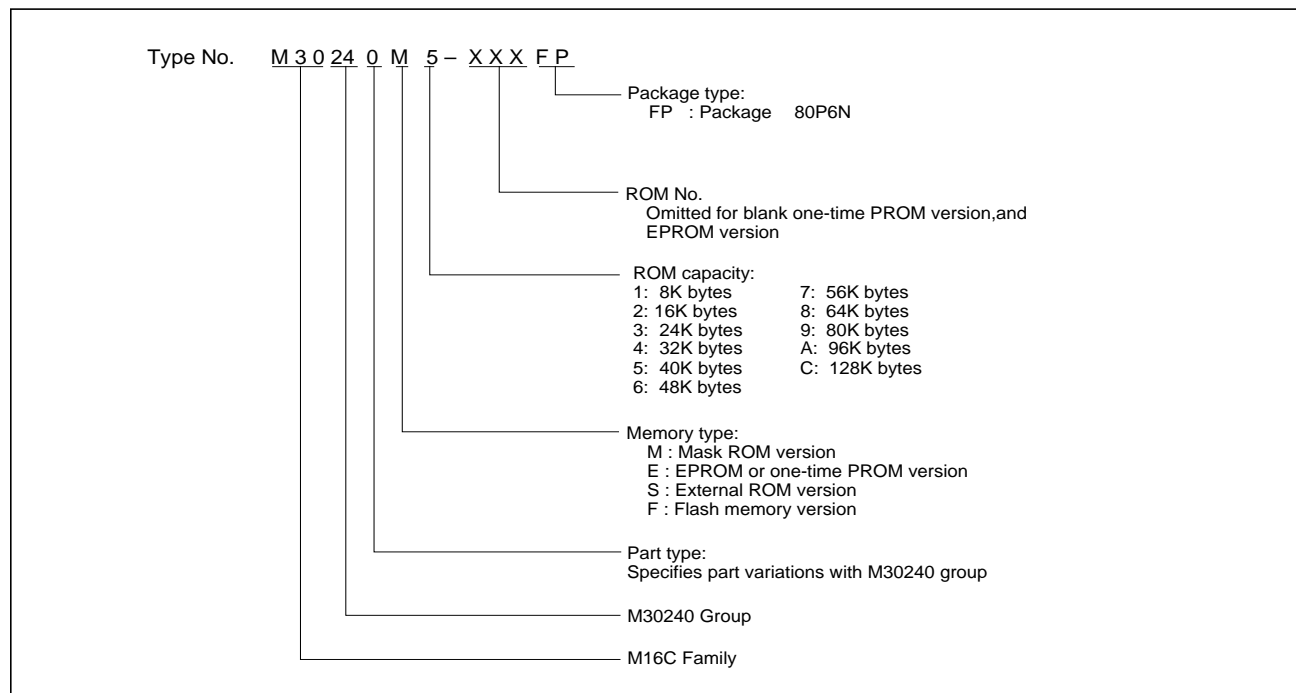 Type No. M 3 0 24 0 M 5 – X X X F P
Package type:
FP : Package 80P6N
ROM No.
Omitted for blank one-time PROM version,and
EPROM version
ROM capacity:
1: 8K bytes 7: 56K bytes
2: 16K bytes 8: 64K bytes
3: 24K bytes 9: 80K bytes
4: 32K bytes A: 96K bytes
5: 40K bytes C: 128K bytes
6: 48K bytes
Memory type:
M : Mask ROM version
E : EPROM or one-time PROM version
S : External ROM version
F : Flash memory version
Part type:
Specifies part variations with M30240 group
M30240 Group
M16C Family